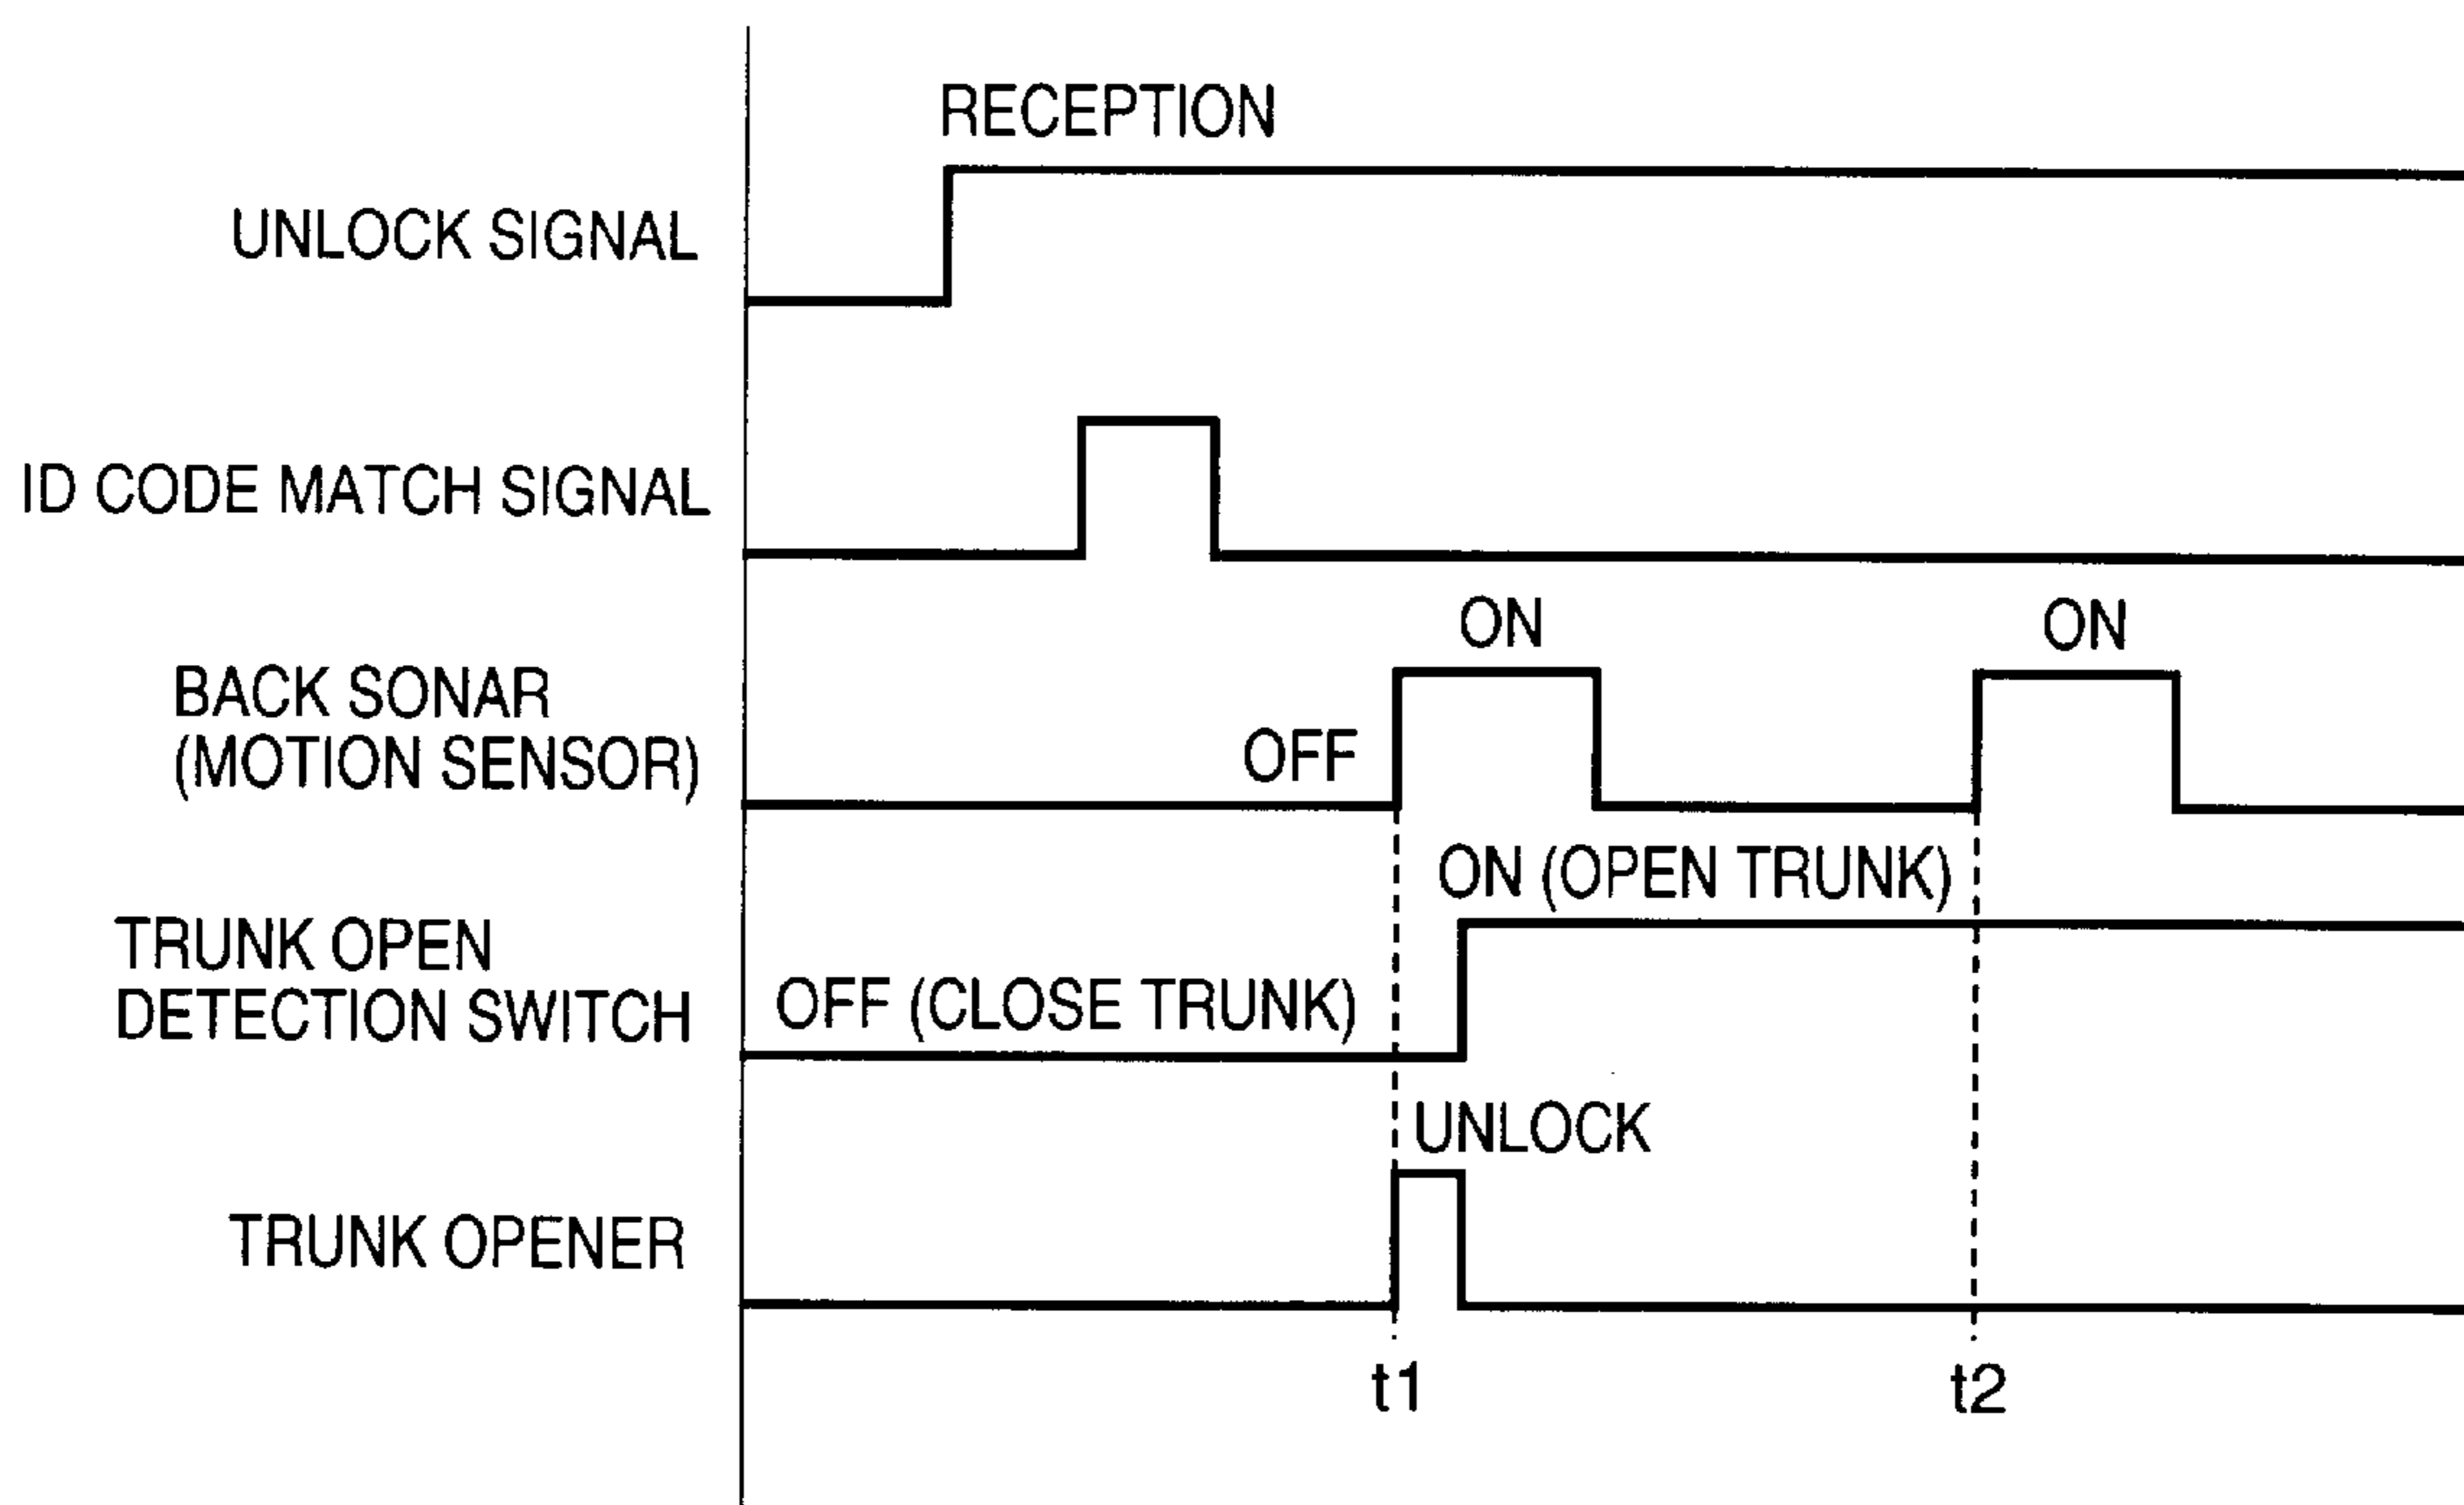 RECEPTION
UNLOCK SIGNAL
ID CODE MATCH SIGNAL
ON
ON
BACK SONAR
(MOTION SENSOR)
OFF
ON (OPEN TRUNK)
TRUNK OPEN
DETECTION SWITCH
OFF (CLOSE TRUNK)
UNLOCK
TRUNK OPENER
t1
t2